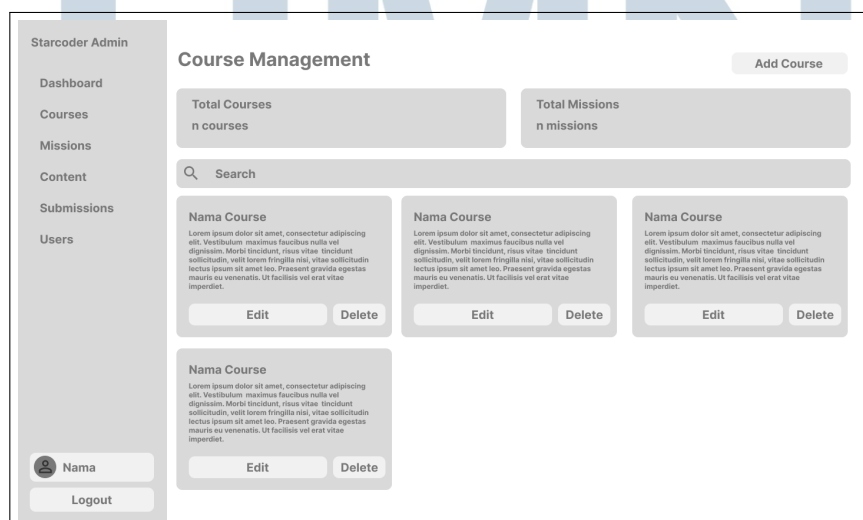 Starcoder Admin
Dashboard
Courses
Missions
Content
Submissions
Users
Nama
Logout
Course Management
Add Course
Total Courses
n courses
Total Missions
n missions
Search
Nama Course
Lorem ipsum dolor sit amet, consectetur adipiscing
elit. Vestibulum maximus faucibus nulla vel
dignissim. Morbi tincidunt, risus vitae tincidunt
sollicitudin, velit lorem fringilla nisi, vitae sollicitudin
lectus ipsum sit amet leo. Praesent gravida egestas
mauris eu venenatis. Ut facilisis vel erat vitae
imperdiet.
Edit
Delete
Nama Course
Lorem ipsum dolor sit amet, consectetur adipiscing
elit. Vestibulum maximus faucibus nulla vel
dignissim. Morbi tincidunt, risus vitae tincidunt
sollicitudin, velit lorem fringilla nisi, vitae sollicitudin
lectus ipsum sit amet leo. Praesent gravida egestas
mauris eu venenatis. Ut facilisis vel erat vitae
imperdiet.
Edit
Delete
Nama Course
Lorem ipsum dolor sit amet, consectetur adipiscing
elit. Vestibulum maximus faucibus nulla vel
dignissim. Morbi tincidunt, risus vitae tincidunt
sollicitudin, velit lorem fringilla nisi, vitae sollicitudin
lectus ipsum sit amet leo. Praesent gravida egestas
mauris eu venenatis. Ut facilisis vel erat vitae
imperdiet.
Edit
Delete
Nama Course
Lorem ipsum dolor sit amet, consectetur adipiscing
elit. Vestibulum maximus faucibus nulla vel
dignissim. Morbi tincidunt, risus vitae tincidunt
sollicitudin, velit lorem fringilla nisi, vitae sollicitudin
lectus ipsum sit amet leo. Praesent gravida egestas
mauris eu venenatis. Ut facilisis vel erat vitae
imperdiet.
Edit
Delete